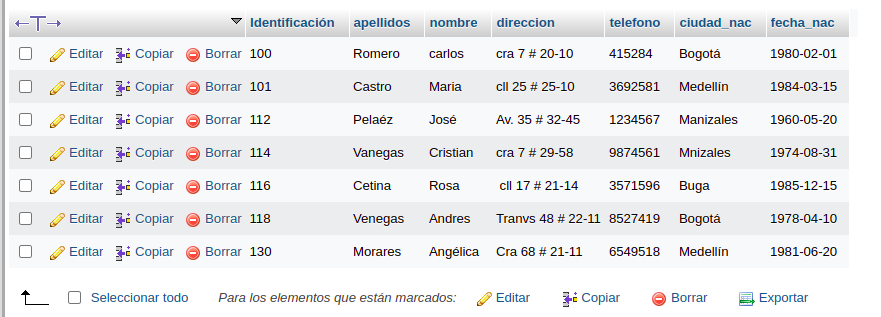 Identificación apellidos nombre direccion telefono ciudad_nac fecha_nac
Editar Copiar Borrar 100 Romero carlos cra 7 # 20-10 415284 Bogotá 1980-02-01
Editar Copiar Borrar 101 Castro Maria cll 25 # 25-10 3692581 Medellín 1984-03-15
Editar Copiar Borrar 112 Pelaéz José Av. 35 # 32-45 1234567 Manizales 1960-05-20
Editar Copiar Borrar 114 Vanegas Cristian cra 7 # 29-58 9874561 Mnizales 1974-08-31
Editar Copiar Borrar 116 Cetina Rosa cll 17 # 21-14 3571596 Buga 1985-12-15
Editar Copiar Borrar 118 Venegas Andres Tranvs 48 # 22-11 8527419 Bogotá 1978-04-10
Editar Copiar Borrar 130 Morares Angélica Cra 68 # 21-11 6549518 Medellín 1981-06-20
Seleccionar todo Para los elementos que están marcados: Editar Copiar Borrar Exportar